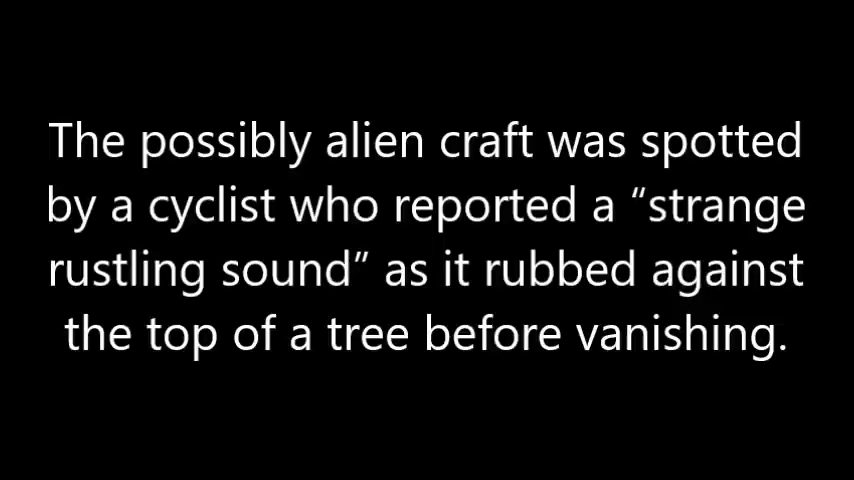 The possibly alien craft was spotted
by a cyclist who reported a “strange
rustling sound” as it rubbed against
the top of a tree before vanishing.